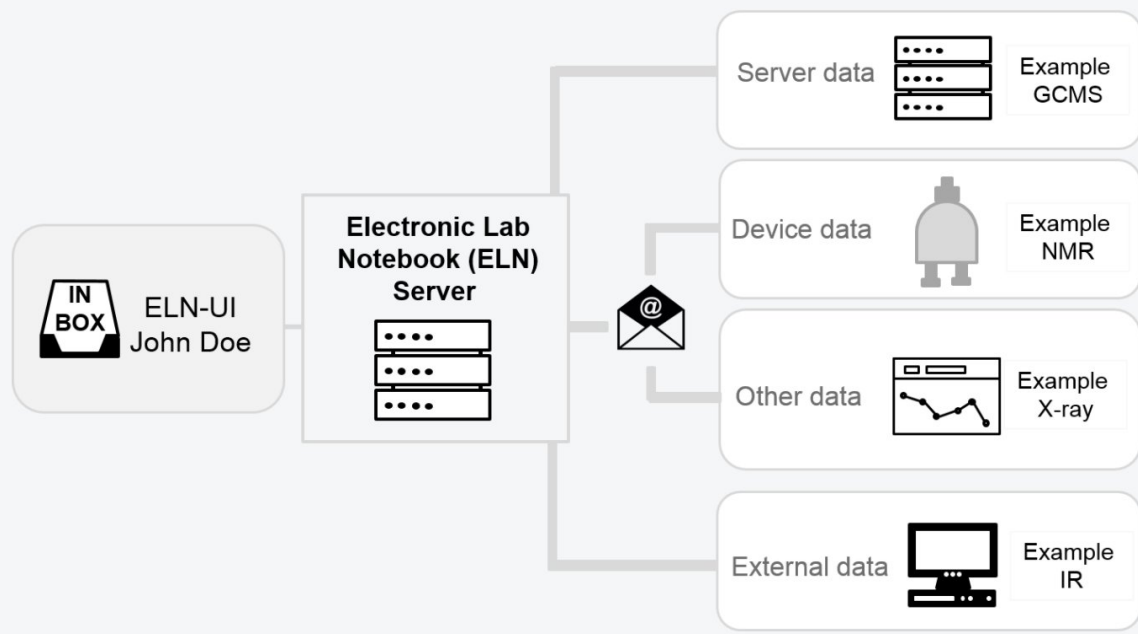 Server data
Example
GCMS
Electronic Lab
Notebook (ELN)
Server
Device data
Example
NMR
IN
BOX
ELN-UI
John Doe
@
Other data
Example
X-ray
External data
Example
IR